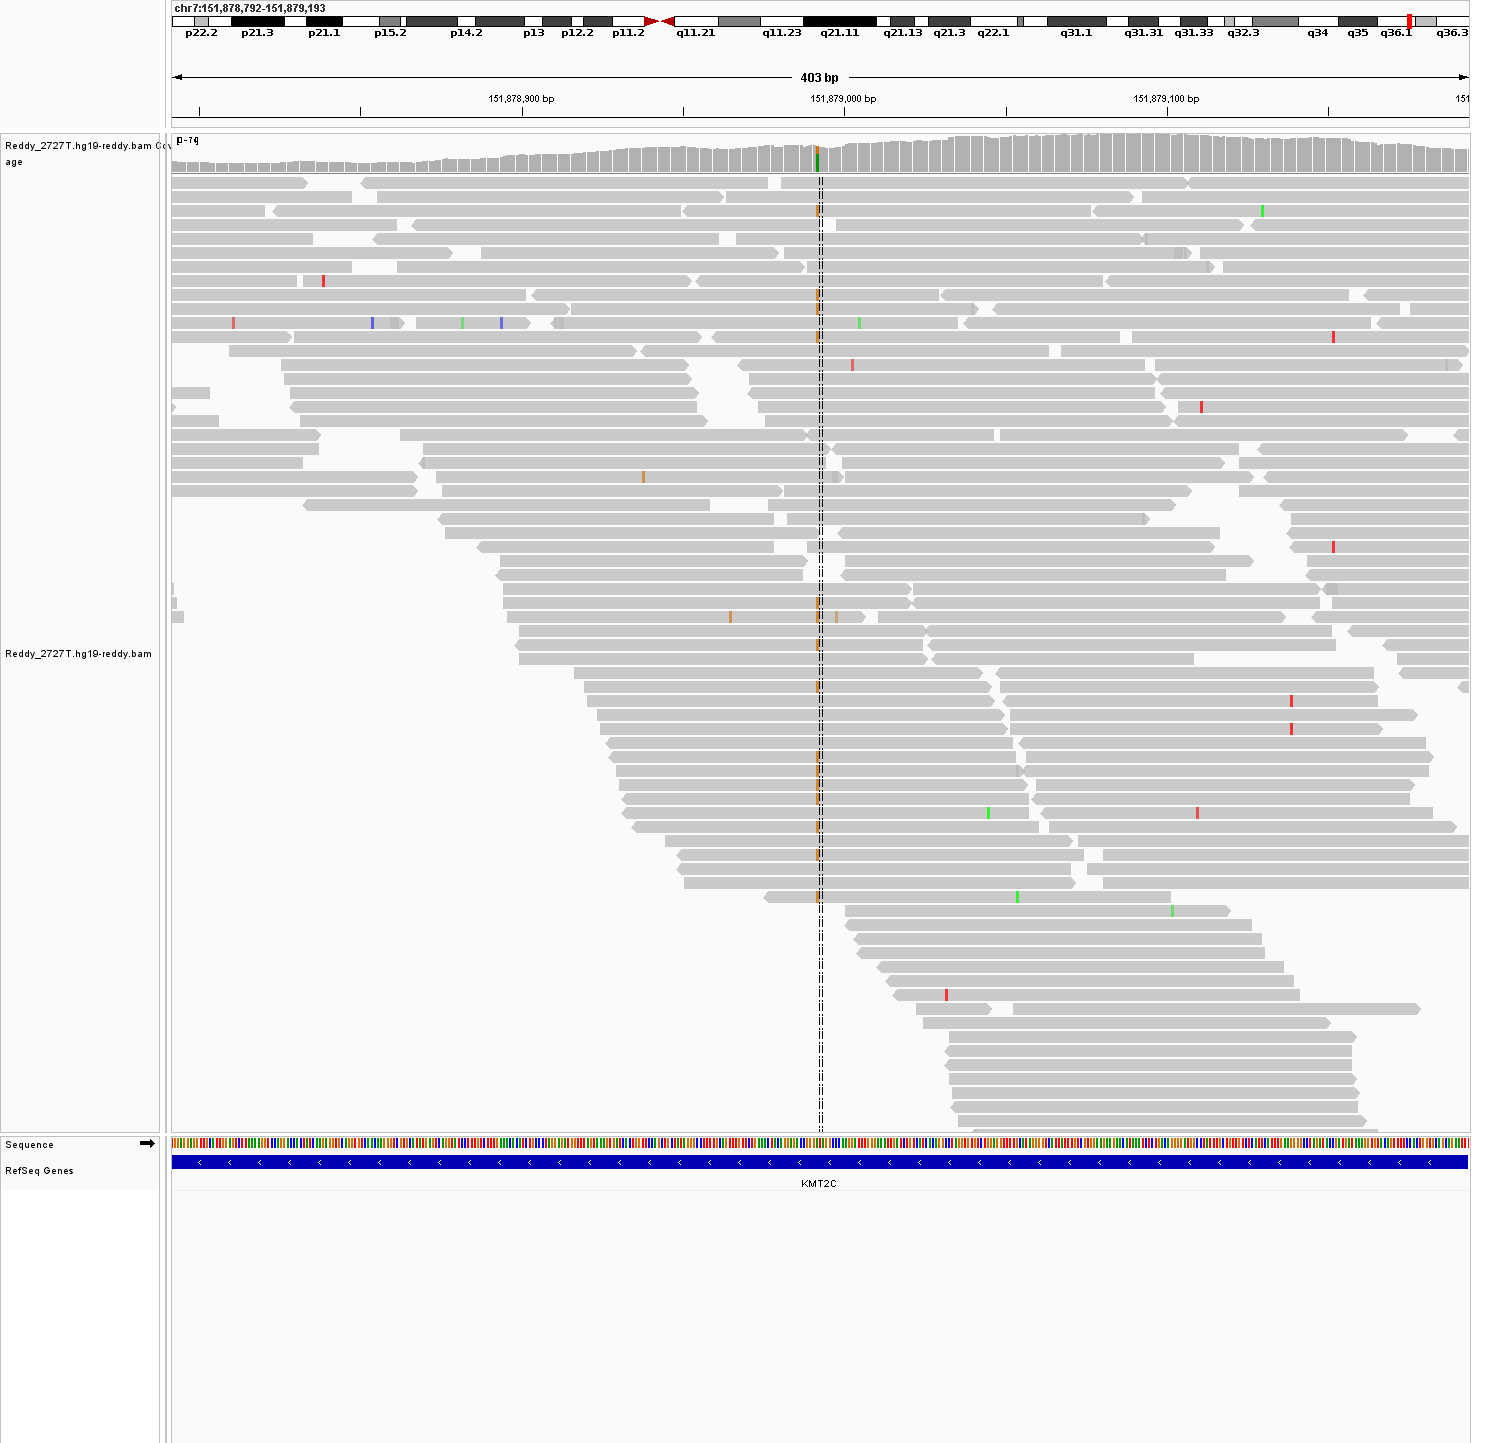 chr7:151,878,792-151,879,193
p22.2 p21.3 p21.1 p15.2 p14.2 p13 p12.2 p11.2 q11.21 q11.23 q21.11 q21.13 q21.3 q22.1 q31.1 q31.31 q31.33 q32.3 q34 q35 q36.1 q36.3
403 bp
151,878,900 bp 151,879,000 bp 151,879,100 bp 151
Reddy_2727T.hg19-reddy.bam Cov
age
[0-74]
Reddy_2727T.hg19-reddy.bam
Sequence
RefSeq Genes
KMT2C